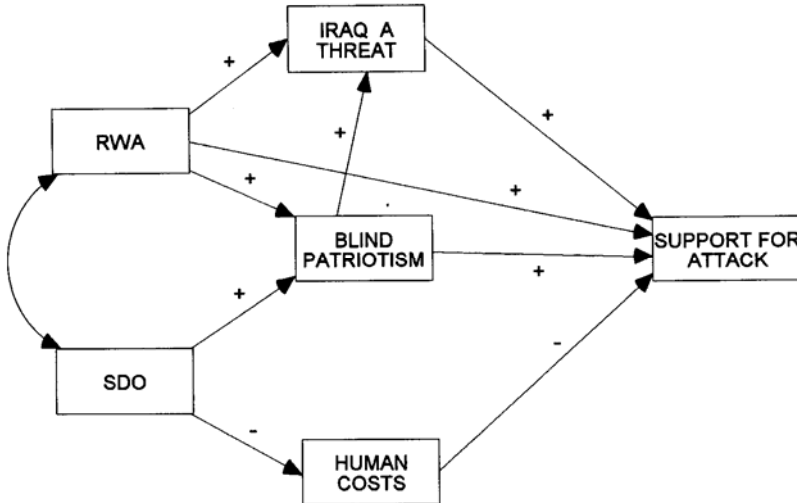 IRAQ A
THREAT
+
+
+
RWA
+
+
+
BLIND
PATRIOTISM
SUPPORT FOR
ATTACK
+
+
-
SDO
-
HUMAN
COSTS